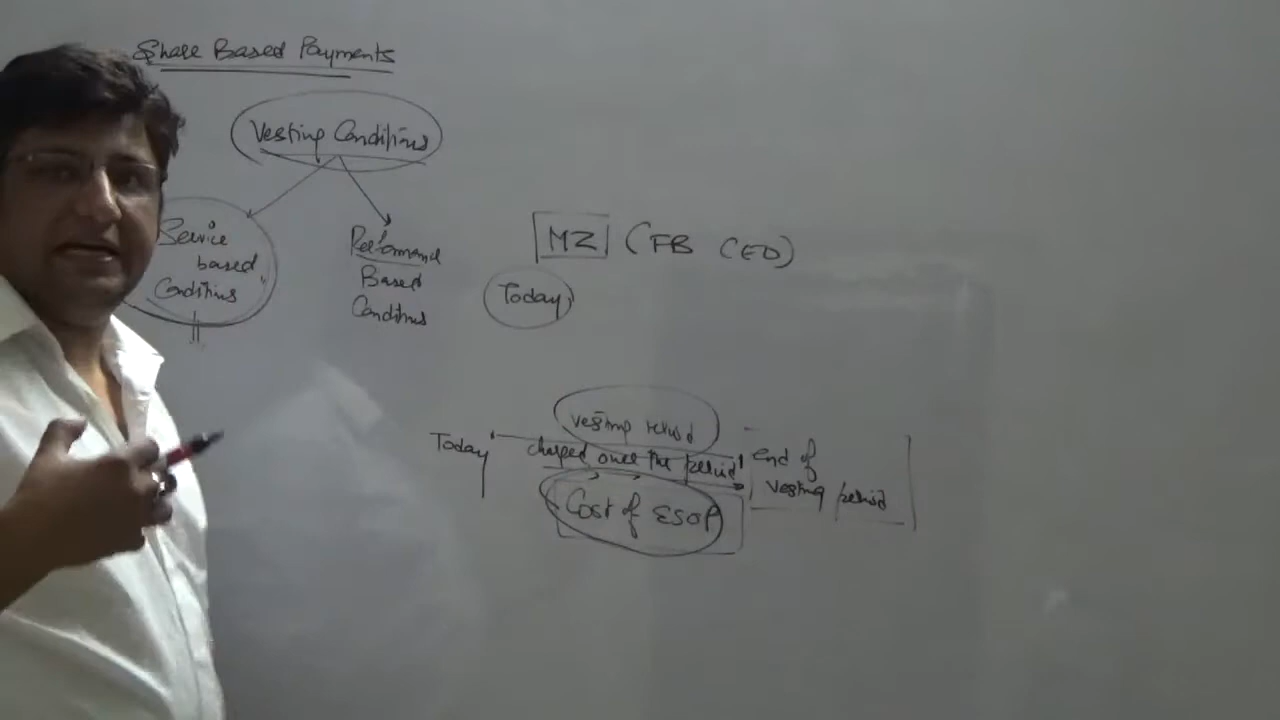 Share Based Payments
Vesting Conditions
Service
based
Conditions
Performance
Based
Conditions
MZ (FB CEO)
Today
vesting period
Today
charged over the period
End of
vesting period
Cost of ESOP